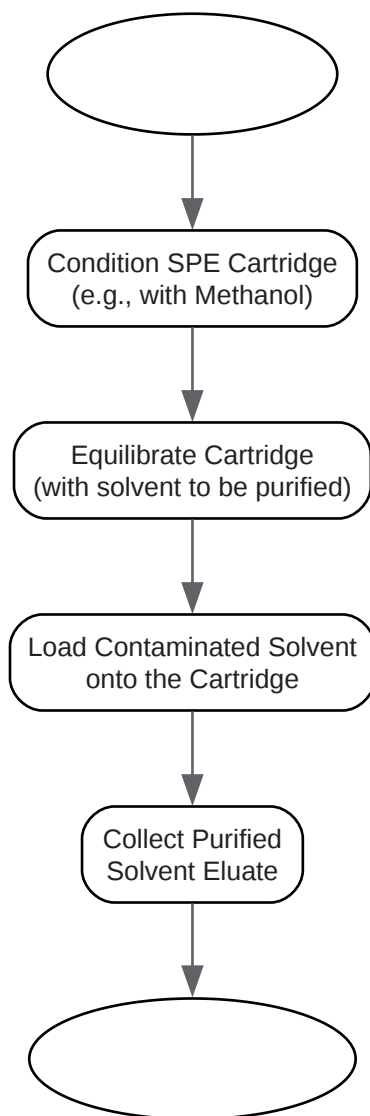 Condition SPE Cartridge
(e.g., with Methanol)
Equilibrate Cartridge
(with solvent to be purified)
Load Contaminated Solvent
onto the Cartridge
Collect Purified
Solvent Eluate